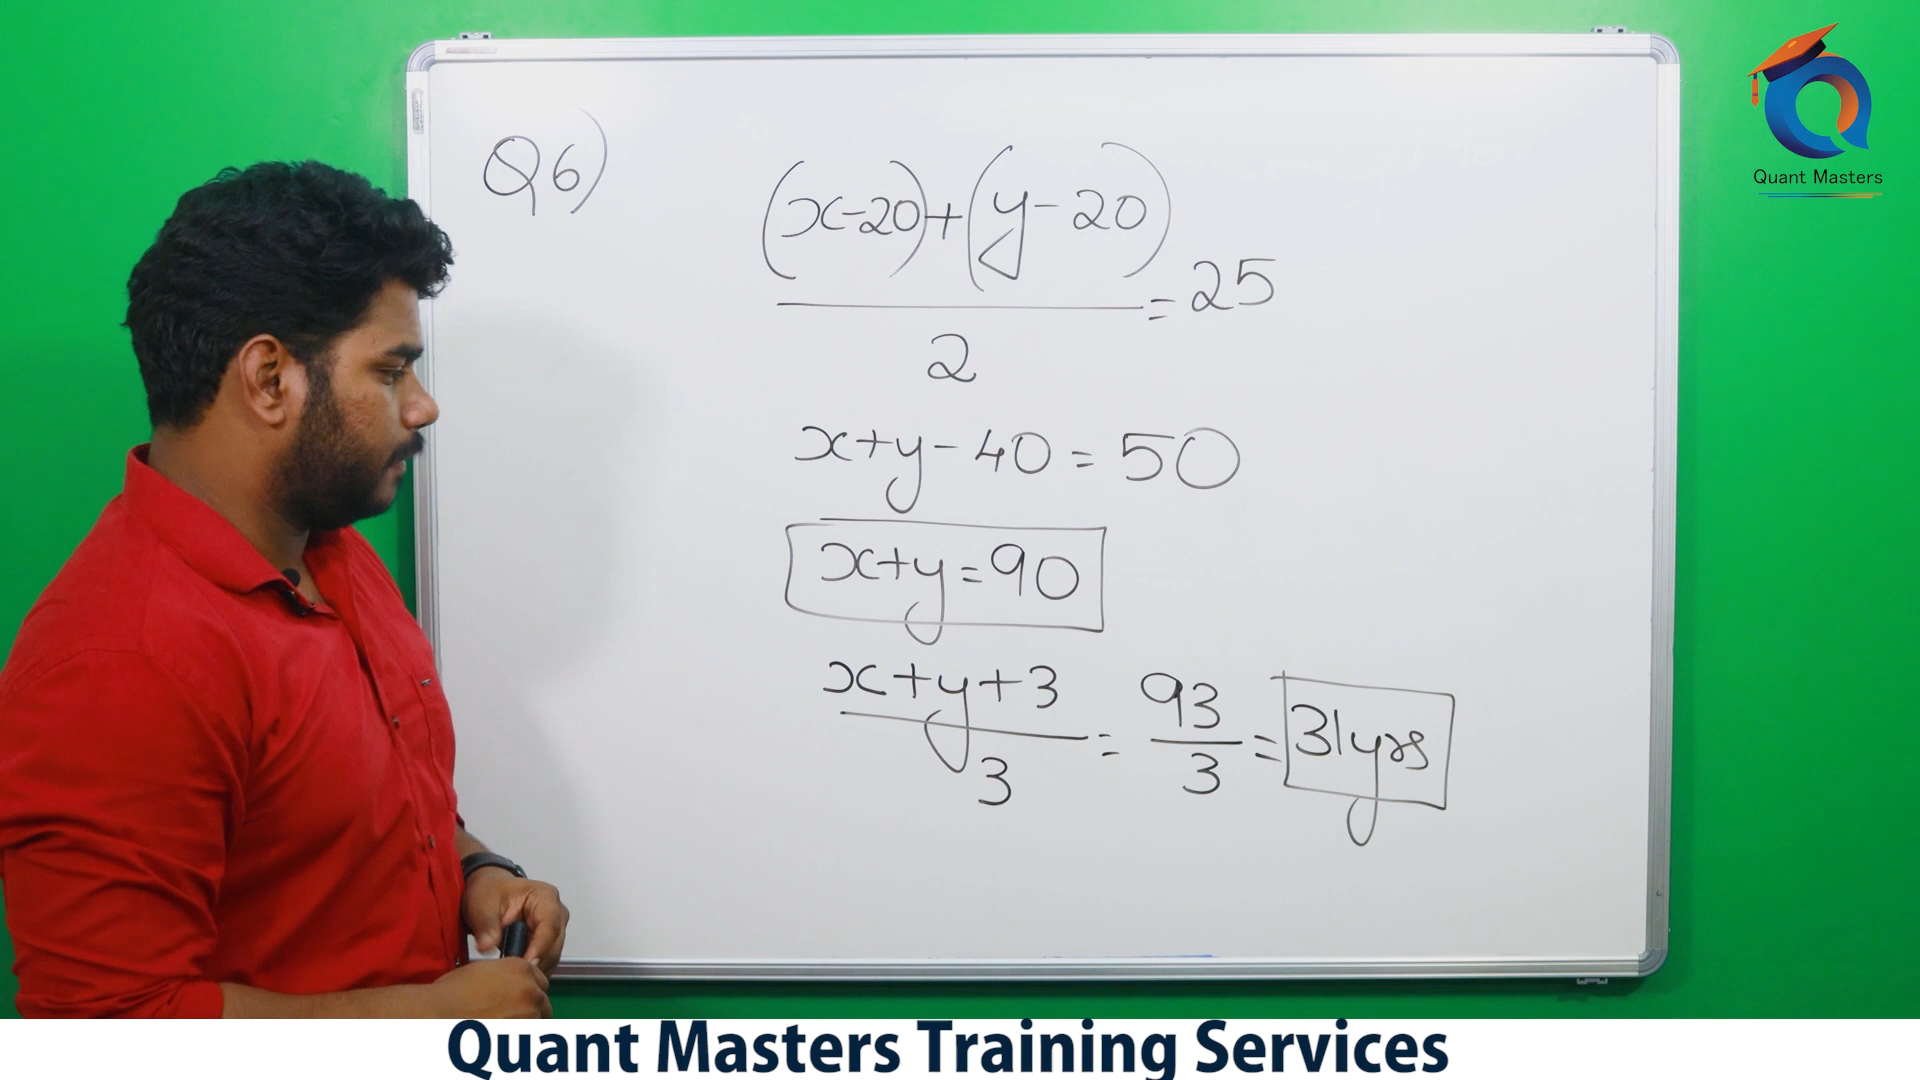 Q6)
(x-20)+(y-20)
= 25
2
x+y-40=50
x+y=90
x+y+3 = 93 = 31yrs
3 3
Quant Masters
Quant Masters Training Services